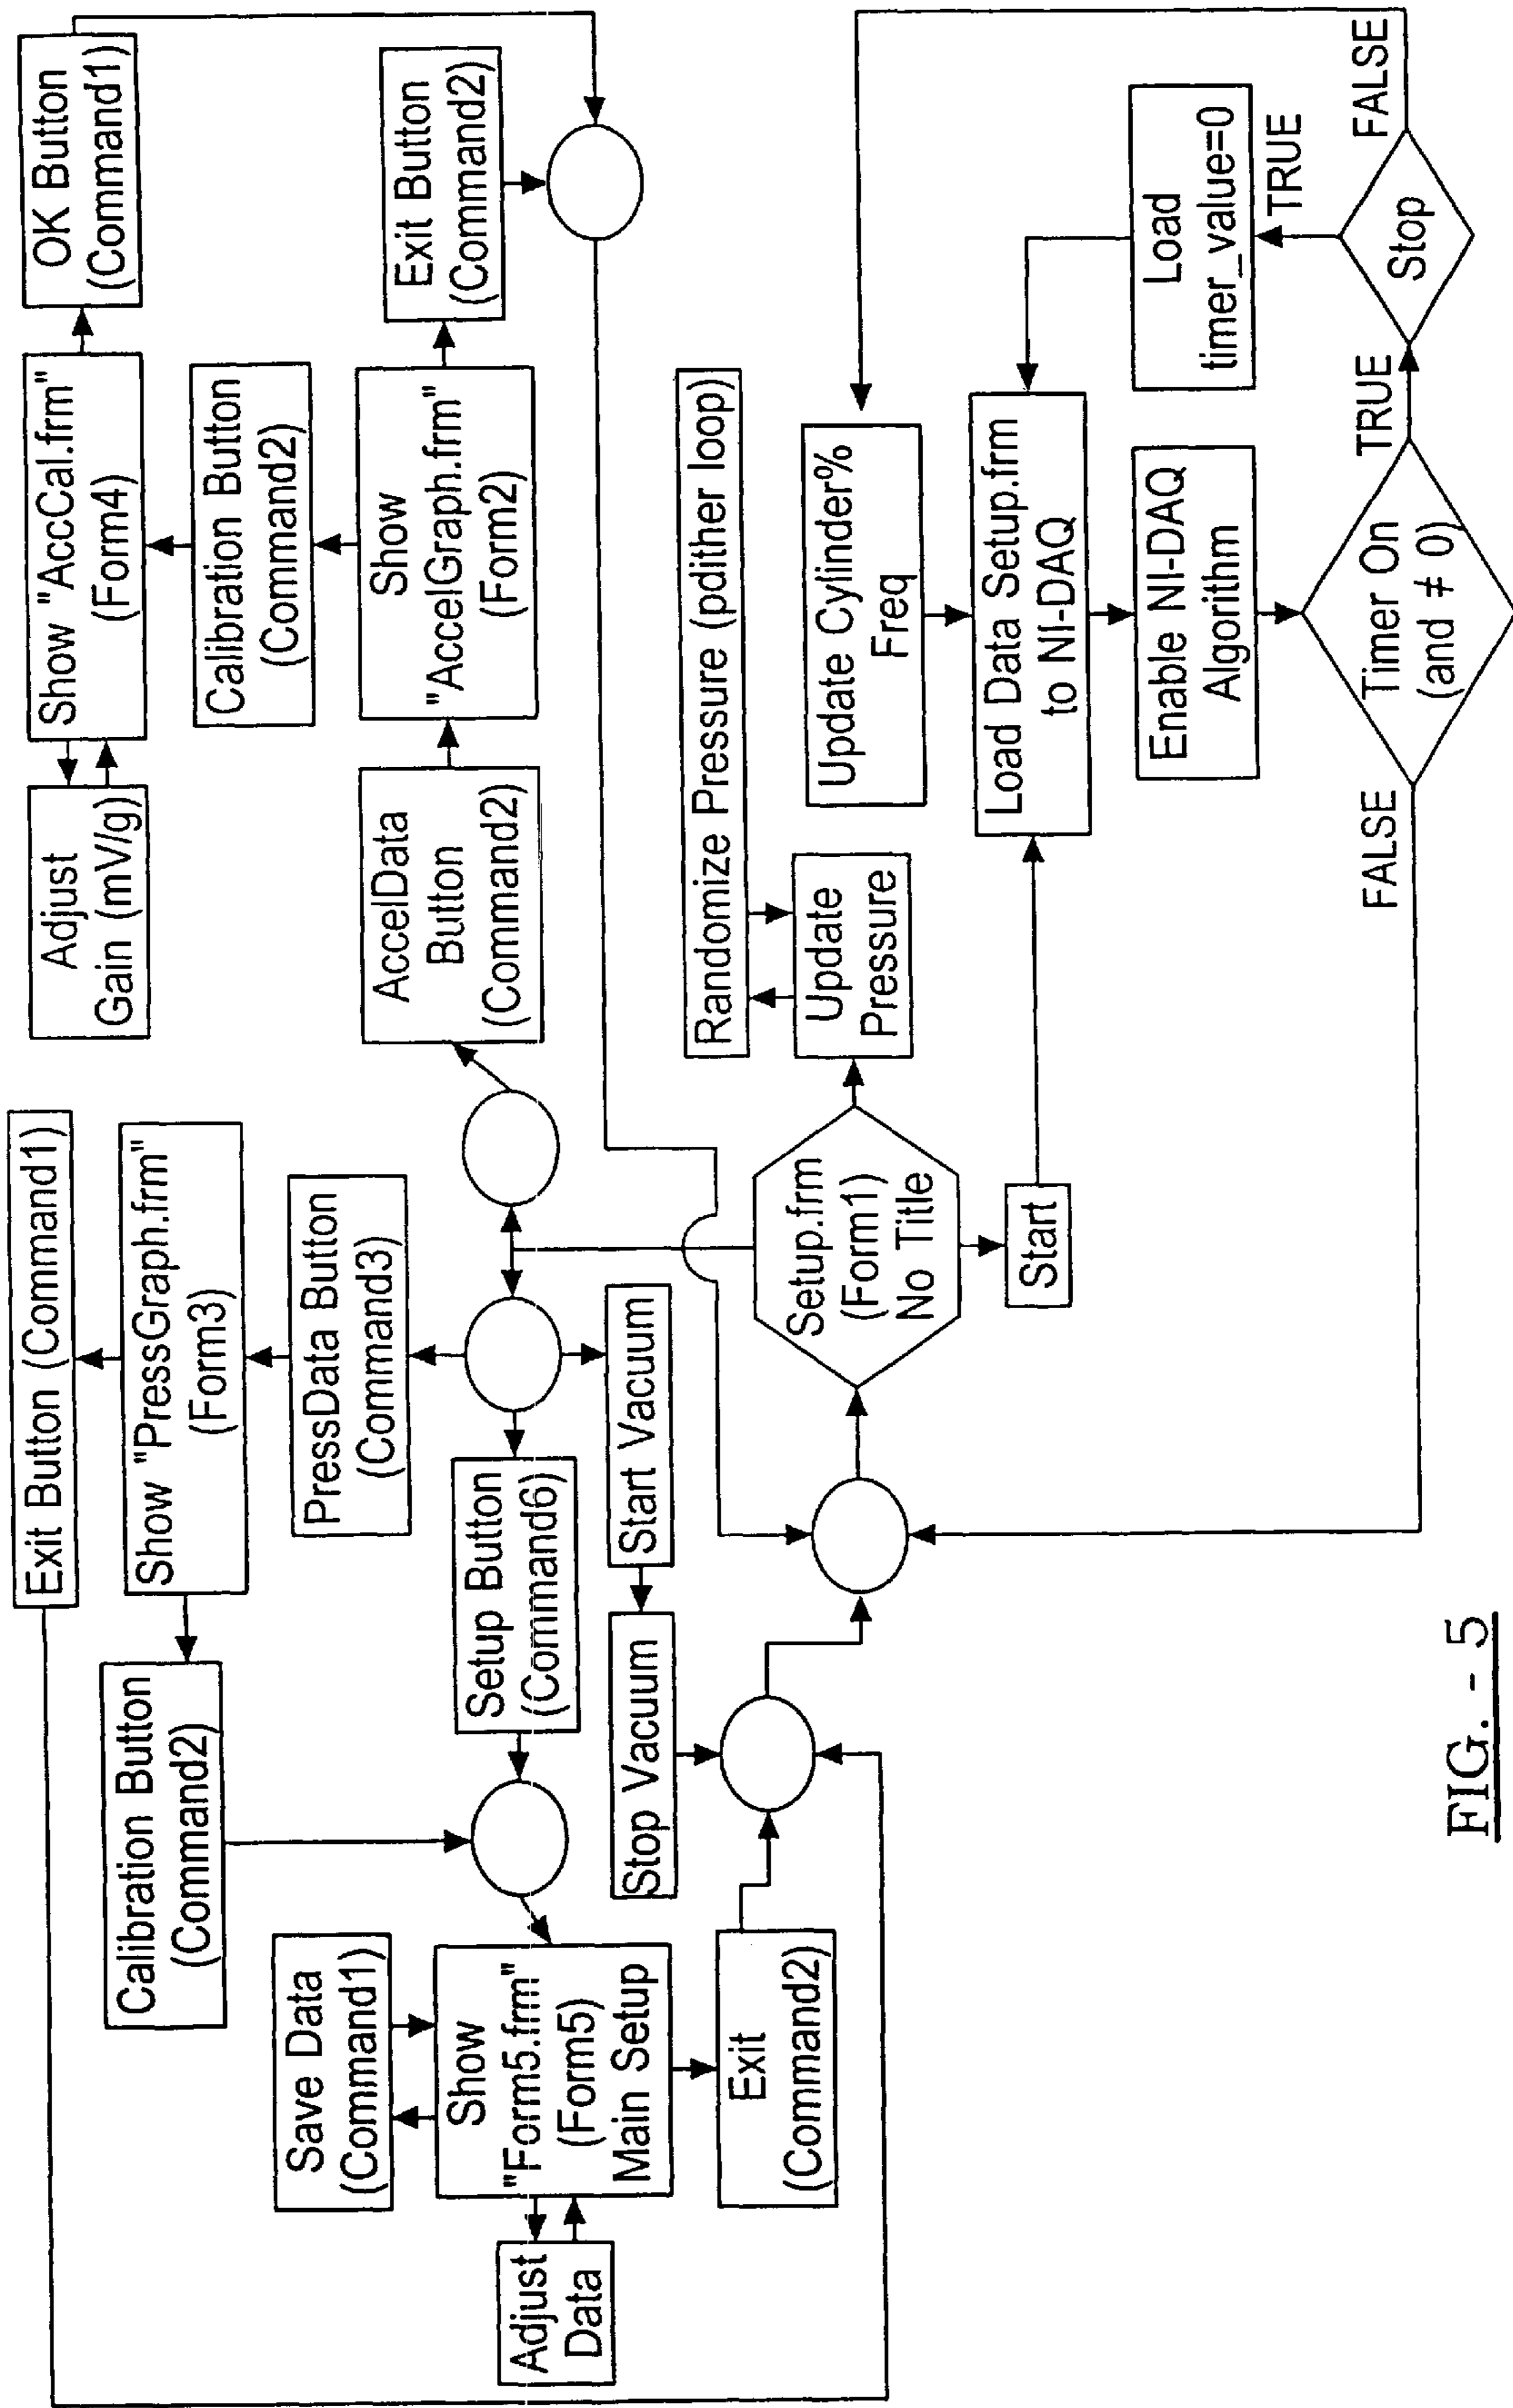 Exit Button (Command1)
Show "PressGraph.frm"
(Form3)
Calibration Button
(Command2)
PressData Button
(Command3)
Save Data
(Command1)
Show
"Form5.frm"
(Form5)
Main Setup
Adjust
Data
Exit
(Command2)
Setup Button
(Command6)
Start Vacuum
Stop Vacuum
Adjust
Gain (mV/g)
Show "AccCal.frm"
(Form4)
OK Button
(Command1)
Calibration Button
(Command2)
AccelData
Button
(Command2)
Show
"AccelGraph.frm"
(Form2)
Exit Button
(Command2)
Setup.frm
(Form1)
No Title
Randomize Pressure (pdither loop)
Update
Pressure
Start
Update Cylinder%
Freq
Load Data Setup.frm
to NI-DAQ
Enable NI-DAQ
Algorithm
Load
timer_value=0
TRUE
FALSE
Timer On
(and ≠ 0)
TRUE
Stop
FALSE
FIG. - 5